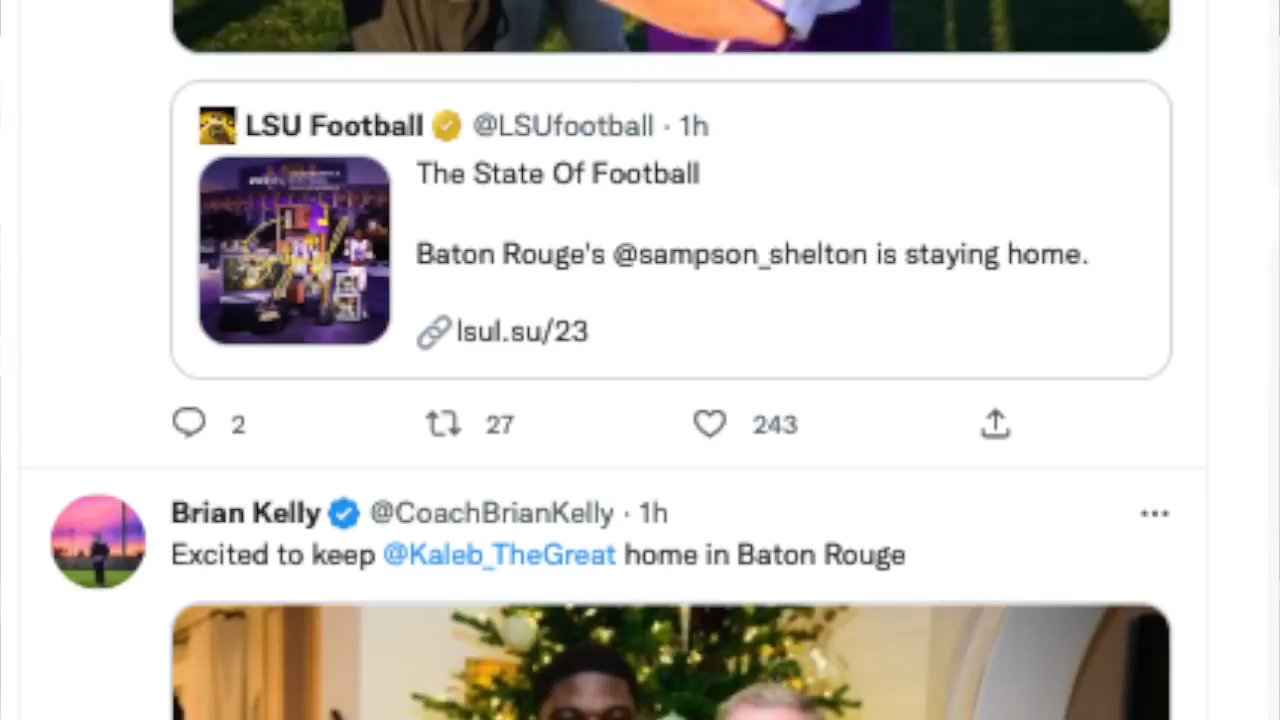 LSU Football @LSUfootball · 1h
The State Of Football
Baton Rouge's @sampson_shelton is staying home.
lsul.su/23
2 27 243
Brian Kelly @CoachBrianKelly · 1h
Excited to keep @Kaleb_TheGreat home in Baton Rouge